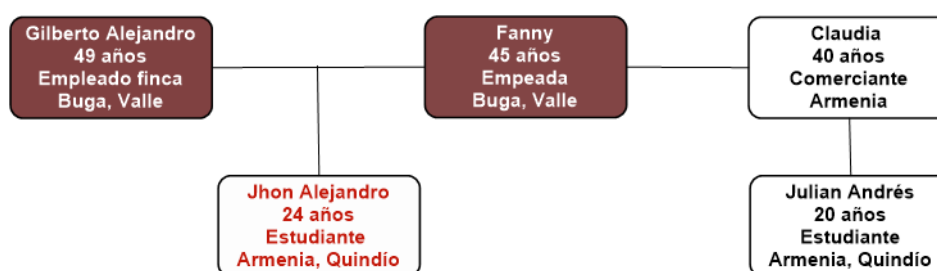 Gilberto Alejandro
49 años
Empleado finca
Buga, Valle
Fanny
45 años
Empeada
Buga, Valle
Claudia
40 años
Comerciante
Armenia
Jhon Alejandro
24 años
Estudiante
Armenia, Quindío
Julian Andrés
20 años
Estudiante
Armenia, Quindío